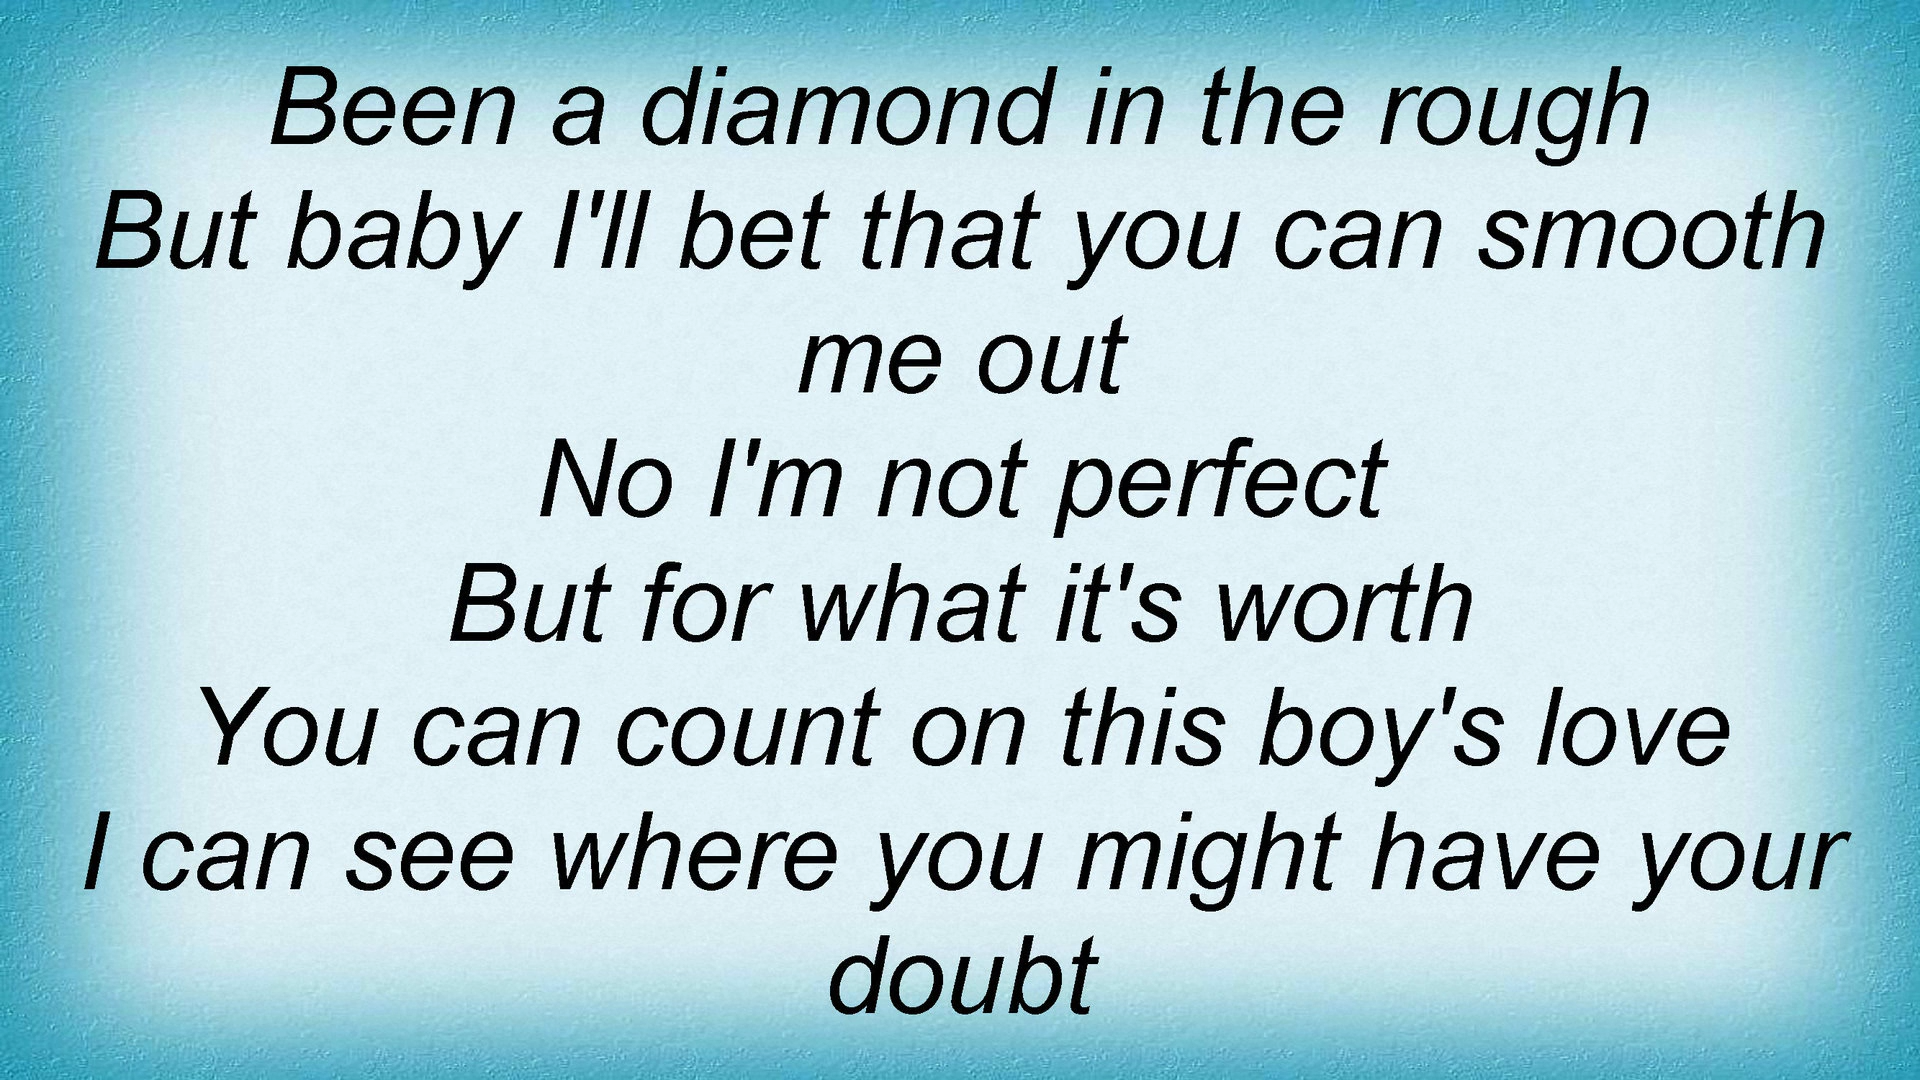 Been a diamond in the rough
But baby I'll bet that you can smooth
me out
No I'm not perfect
But for what it's worth
You can count on this boy's love
I can see where you might have your
doubt